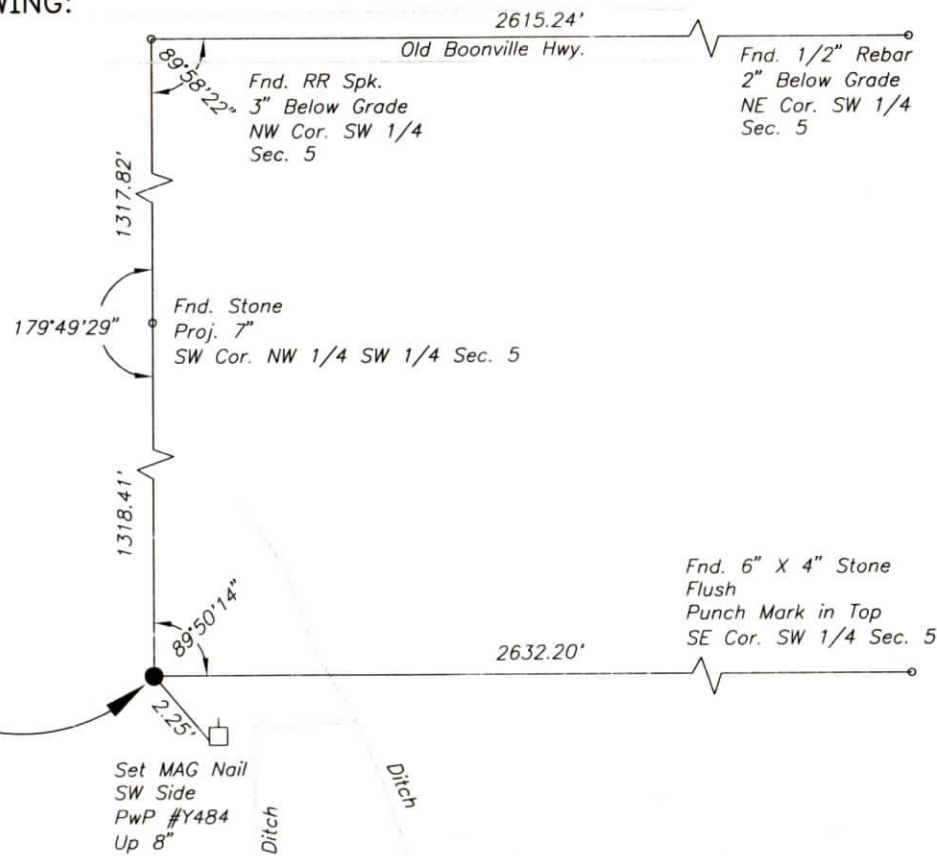 WING:
2615.24'
Old Boonville Hwy.
89°58'22"
Fnd. RR Spk.
3" Below Grade
NW Cor. SW 1/4
Sec. 5
Fnd. 1/2" Rebar
2" Below Grade
NE Cor. SW 1/4
Sec. 5
1317.82'
179°49'29"
Fnd. Stone
Proj. 7"
SW Cor. NW 1/4 SW 1/4 Sec. 5
1318.41'
89°50'14"
Fnd. 6" X 4" Stone
Flush
Punch Mark in Top
SE Cor. SW 1/4 Sec. 5
2632.20'
2.25'
Set MAG Nail
SW Side
PwP #Y484
Up 8"
Ditch
Ditch